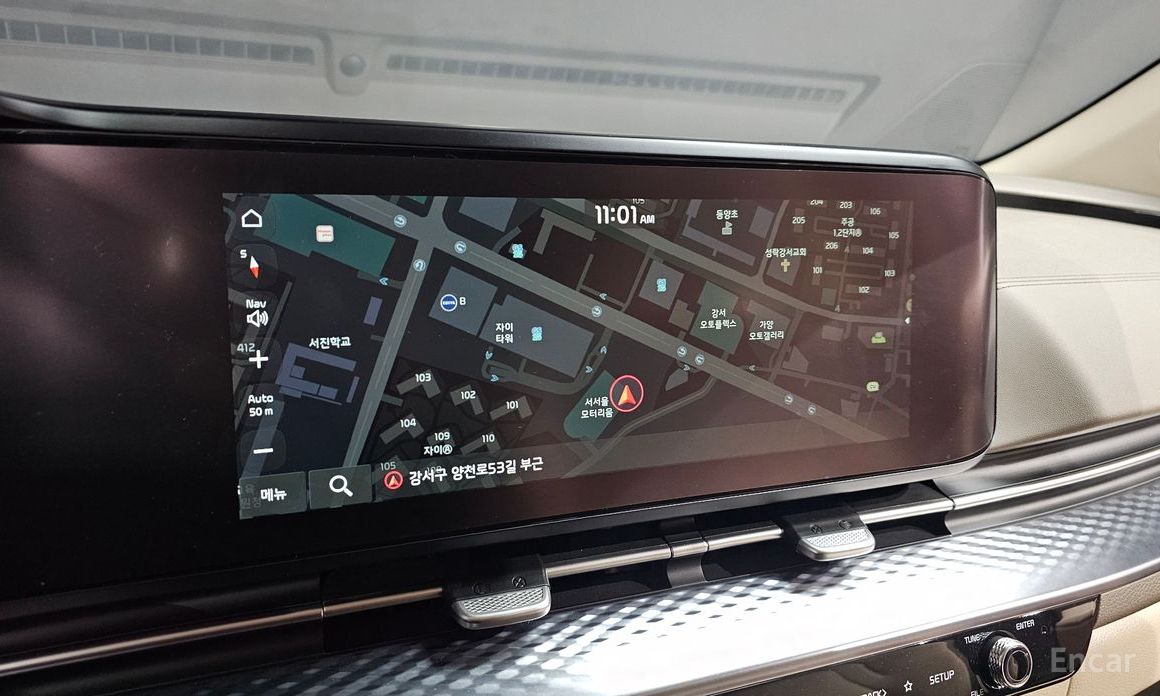 11:01 AM
105
S
Nav
412
Auto
50 m
메뉴
동양초
204
203
106
205
주공
1,2단지
105
206
104
성락강서교회
101
103
102
B
자이
타워
강서
오토플렉스
가양
오토갤러리
서진학교
103
102
101
104
109
110
자이
서서울
모터리움
105
강서구 양천로53길 부근
TUNE
ENTER
SETUP
FILE
Encar